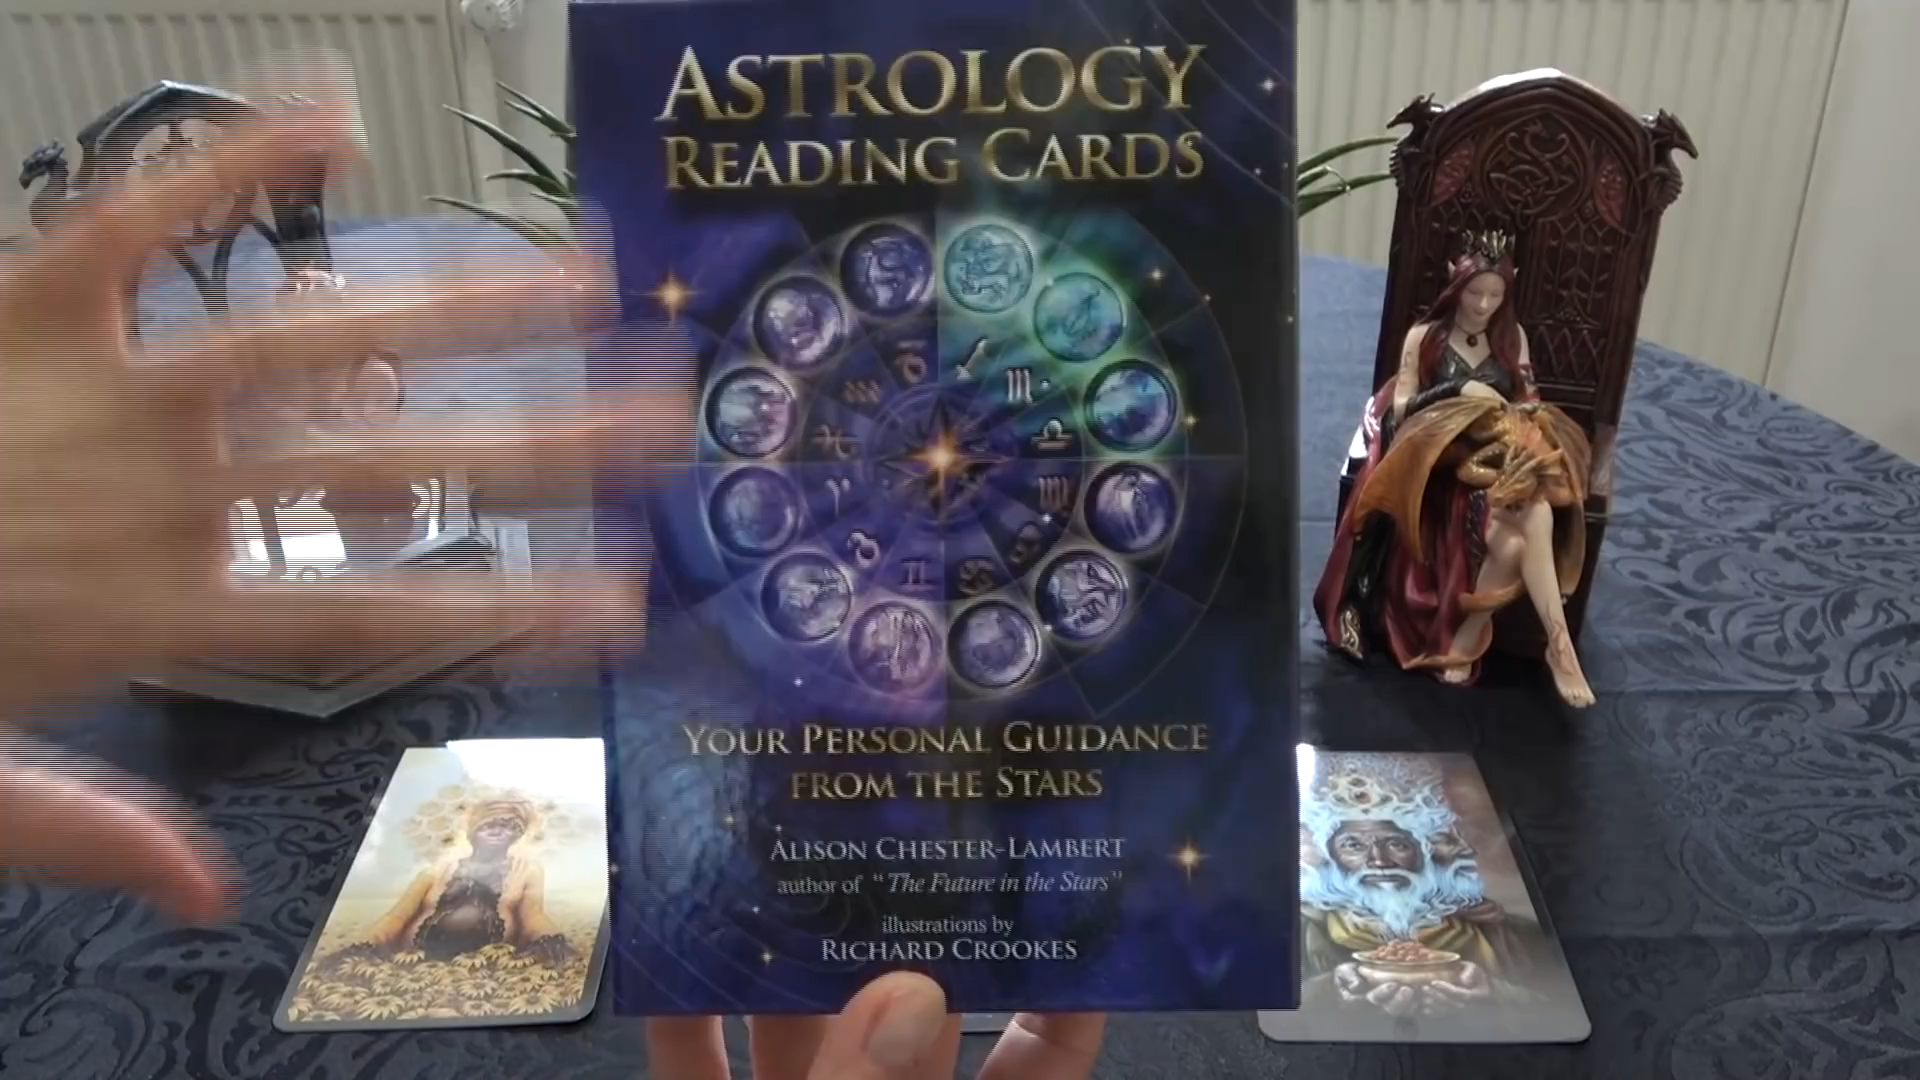 ASTROLOGY
READING CARDS
YOUR PERSONAL GUIDANCE
FROM THE STARS
ALISON CHESTER-LAMBERT
author of "The Future in the Stars"
illustrations by
RICHARD CROOKES